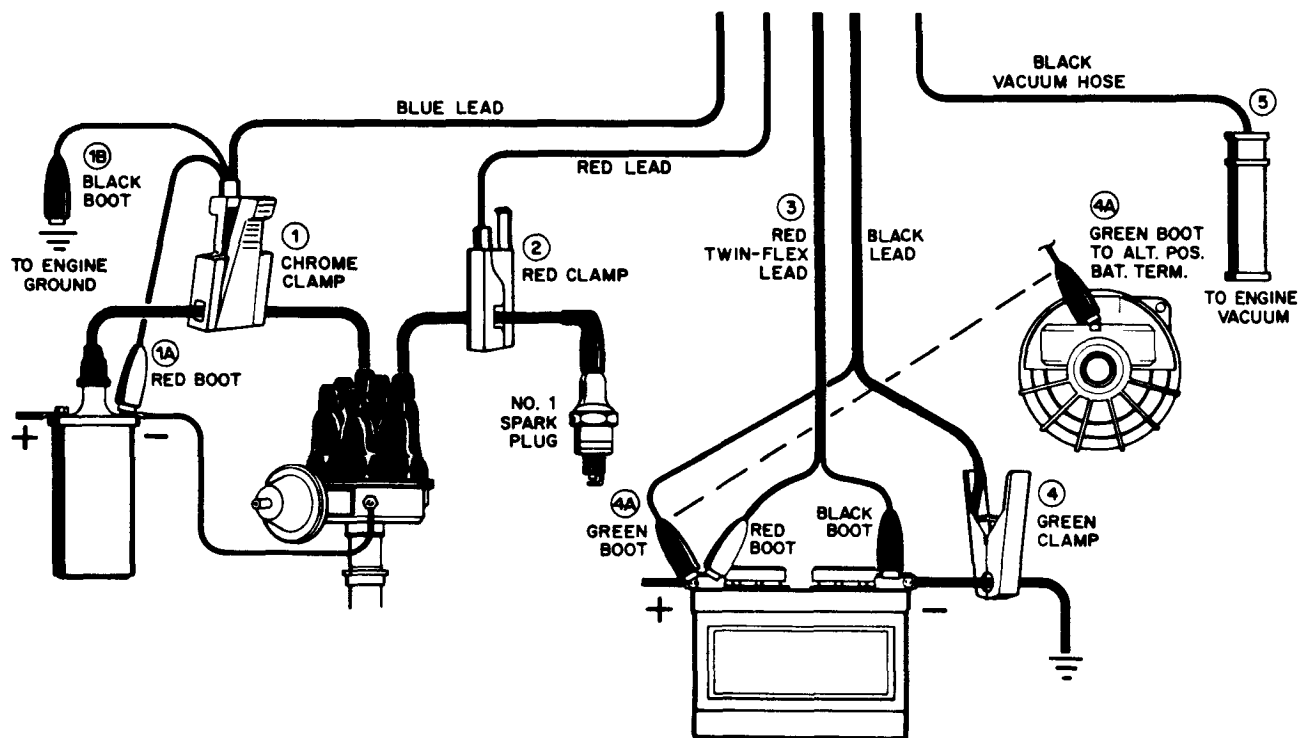 BLACK
VACUUM HOSE
5
BLUE LEAD
RED LEAD
1B
BLACK
BOOT
TO ENGINE
GROUND
1
CHROME
CLAMP
1A
RED BOOT
+
−
2
RED CLAMP
NO. 1
SPARK
PLUG
3
RED
TWIN-FLEX
LEAD
BLACK
LEAD
4A
GREEN BOOT
TO ALT. POS.
BAT. TERM.
TO ENGINE
VACUUM
4A
GREEN
BOOT
RED
BOOT
BLACK
BOOT
4
GREEN
CLAMP
+
−